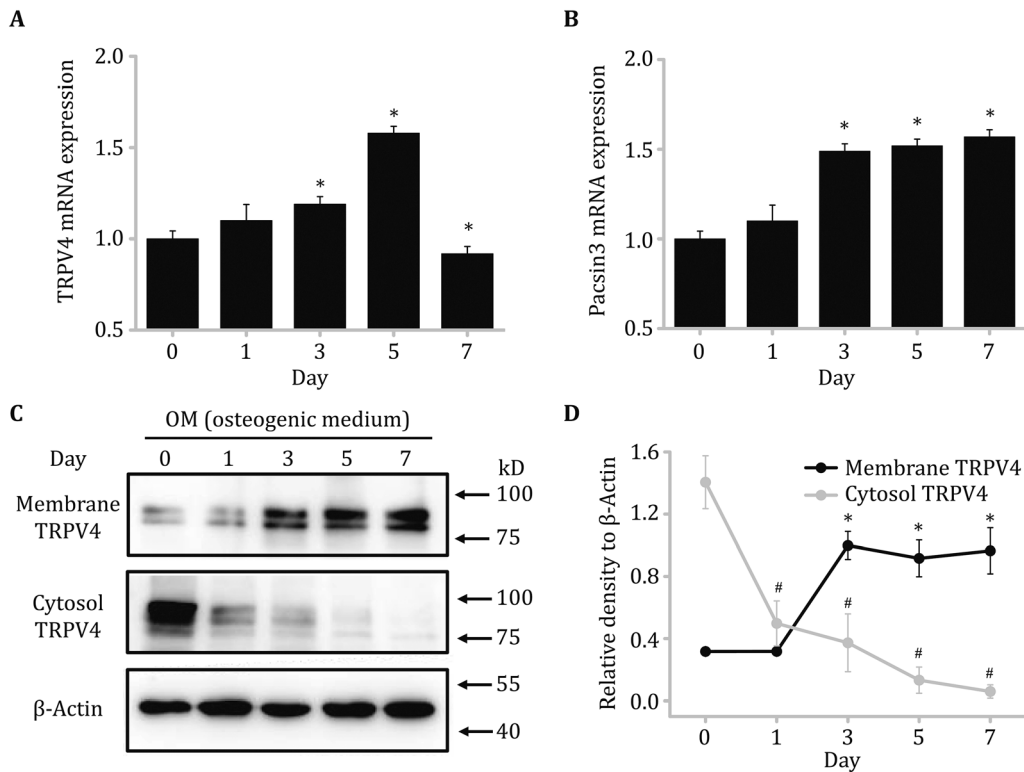 A
TRPV4 mRNA expression
2.0
1.5
1.0
0.5
* * *
0 1 3 5 7
Day
B
Pacsin3 mRNA expression
2.0
1.5
1.0
0.5
* * *
0 1 3 5 7
Day
C
OM (osteogenic medium)
Day 0 1 3 5 7 kD
Membrane TRPV4
100
75
Cytosol TRPV4
100
75
β-Actin
55
40
D
Relative density to β-Actin
1.6
1.2
0.8
0.4
0.0
Membrane TRPV4
Cytosol TRPV4
* * *
# # # #
0 1 3 5 7
Day